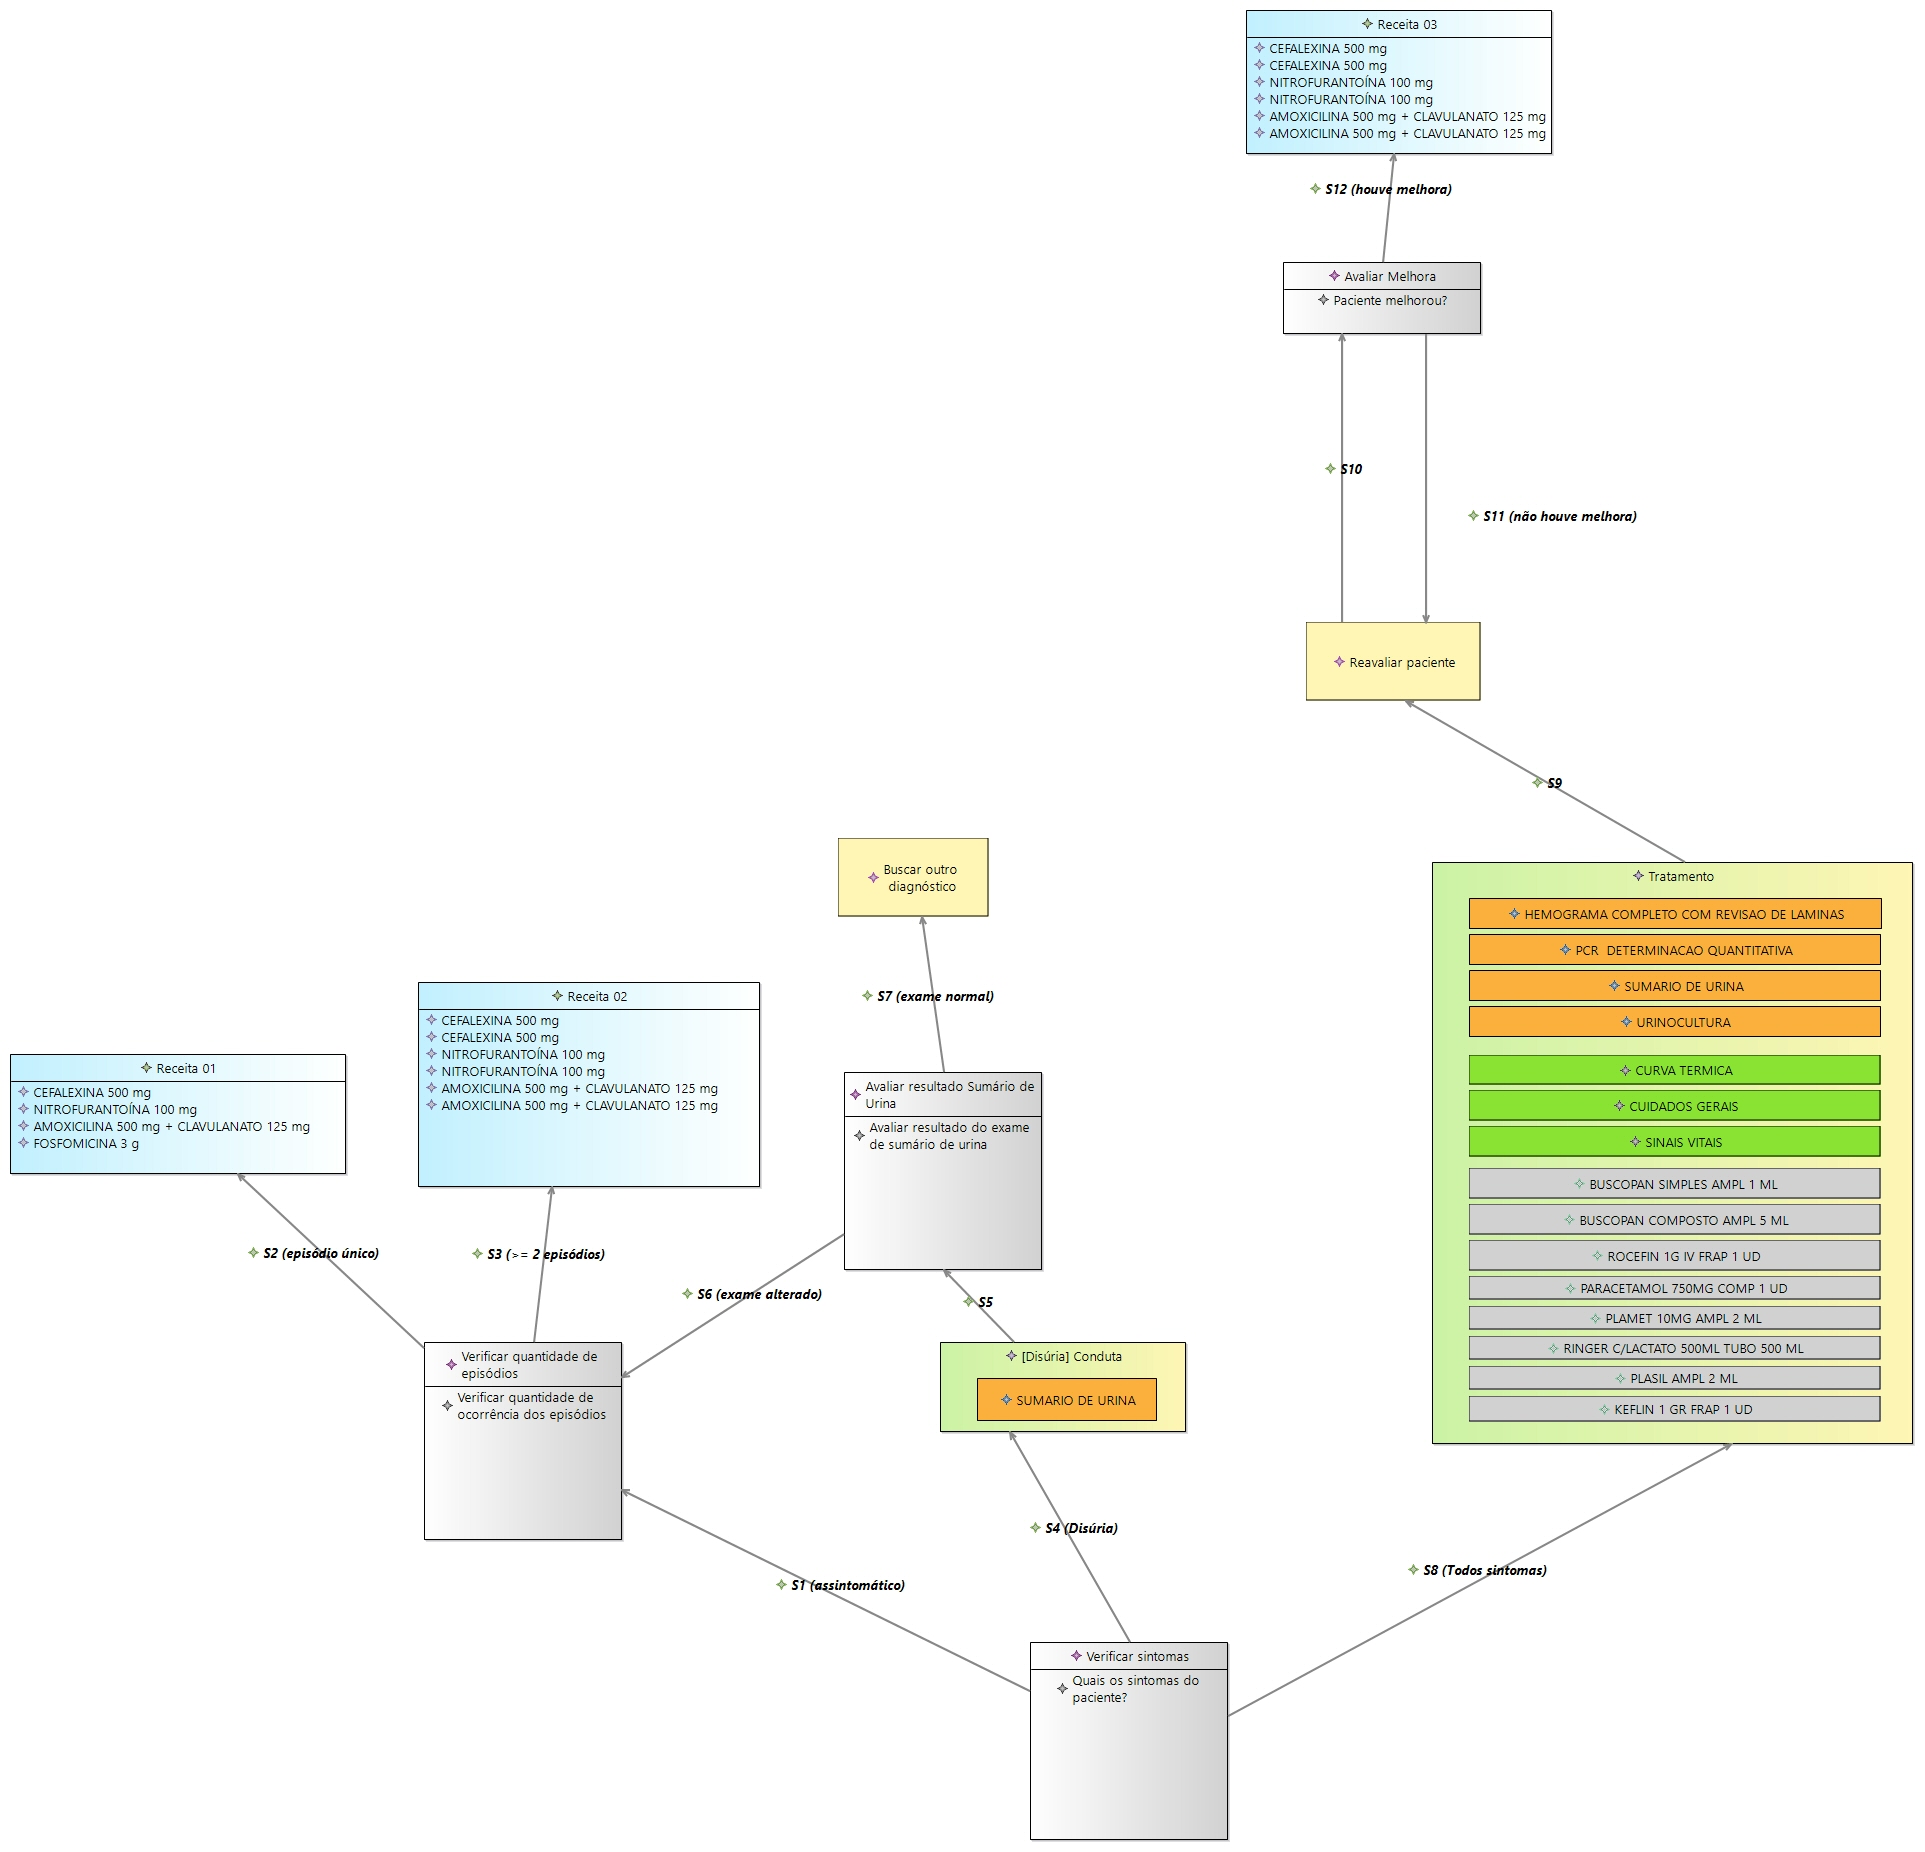 Receita 03
CEFALEXINA 500 mg
CEFALEXINA 500 mg
NITROFURANTOÍNA 100 mg
NITROFURANTOÍNA 100 mg
AMOXICILINA 500 mg + CLAVULANATO 125 mg
AMOXICILINA 500 mg + CLAVULANATO 125 mg
S12 (houve melhora)
Avaliar Melhora
Paciente melhorou?
S10
S11 (não houve melhora)
Reavaliar paciente
S9
Buscar outro
diagnóstico
S7 (exame normal)
Tratamento
HEMOGRAMA COMPLETO COM REVISAO DE LAMINAS
PCR  DETERMINACAO QUANTITATIVA
SUMARIO DE URINA
URINOCULTURA
CURVA TERMICA
CUIDADOS GERAIS
SINAIS VITAIS
BUSCOPAN SIMPLES AMPL 1 ML
BUSCOPAN COMPOSTO AMPL 5 ML
ROCEFIN 1G IV FRAP 1 UD
PARACETAMOL 750MG COMP 1 UD
PLAMET 10MG AMPL 2 ML
RINGER C/LACTATO 500ML TUBO 500 ML
PLASIL AMPL 2 ML
KEFLIN 1 GR FRAP 1 UD
Receita 02
CEFALEXINA 500 mg
CEFALEXINA 500 mg
NITROFURANTOÍNA 100 mg
NITROFURANTOÍNA 100 mg
AMOXICILINA 500 mg + CLAVULANATO 125 mg
AMOXICILINA 500 mg + CLAVULANATO 125 mg
Receita 01
CEFALEXINA 500 mg
NITROFURANTOÍNA 100 mg
AMOXICILINA 500 mg + CLAVULANATO 125 mg
FOSFOMICINA 3 g
Avaliar resultado Sumário de
Urina
Avaliar resultado do exame
de sumário de urina
S2 (episódio único)
S3 (>= 2 episódios)
S6 (exame alterado)
S5
Verificar quantidade de
episódios
Verificar quantidade de
ocorrência dos episódios
[Disúria] Conduta
SUMARIO DE URINA
S4 (Disúria)
S1 (assintomático)
S8 (Todos sintomas)
Verificar sintomas
Quais os sintomas do
paciente?